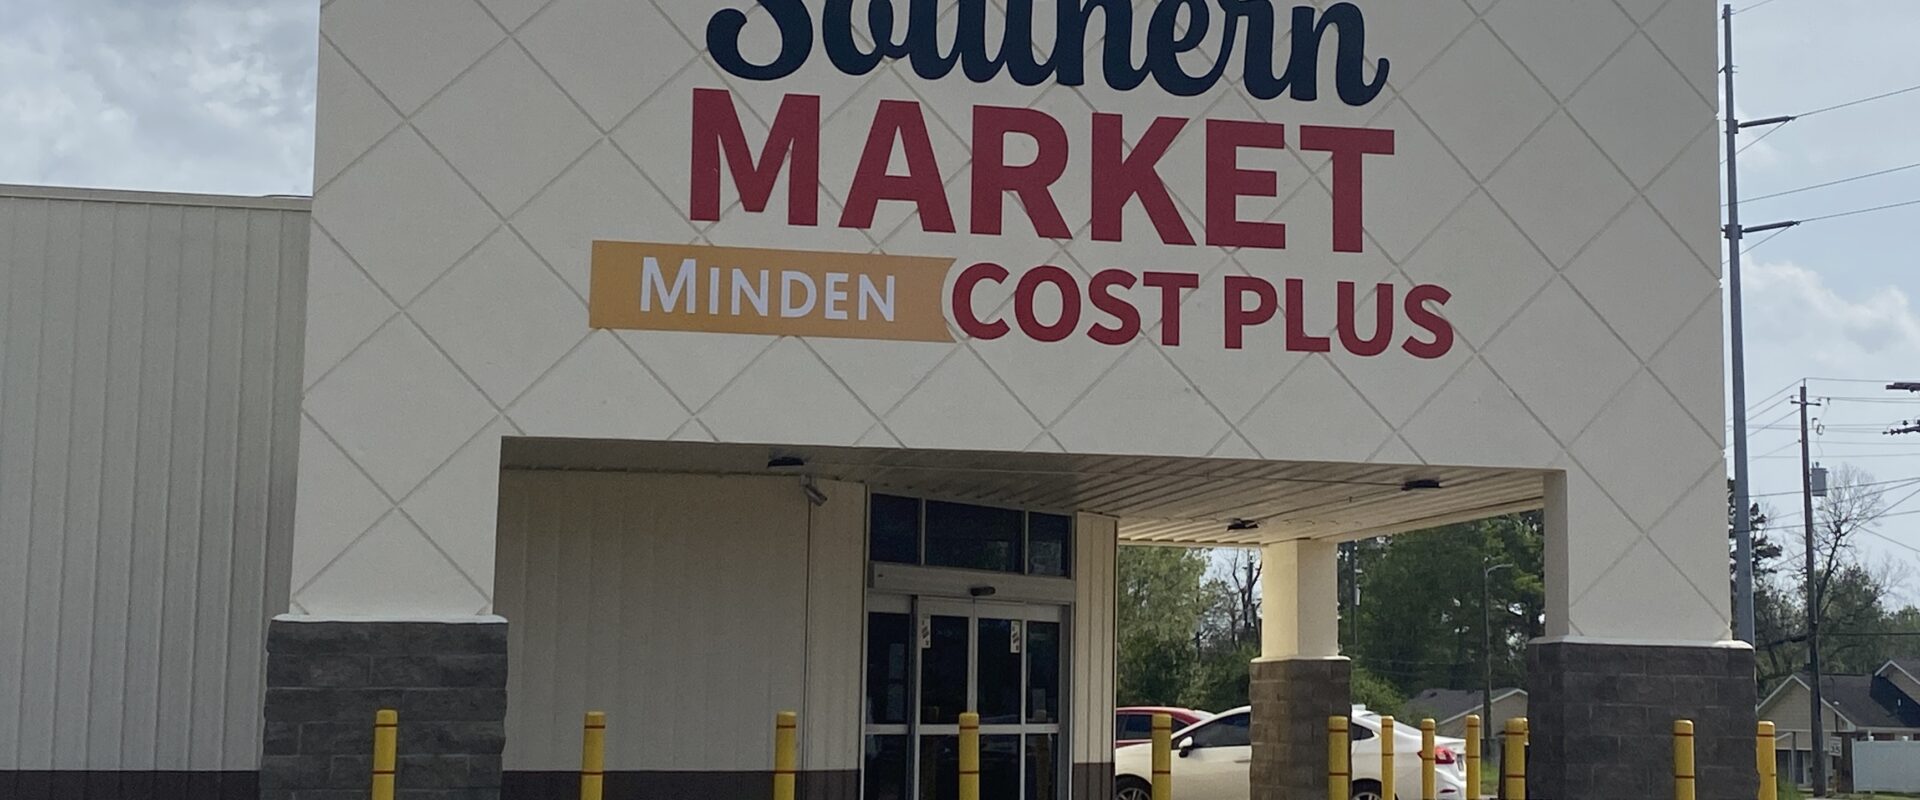 Southern
MARKET
MINDEN COST PLUS